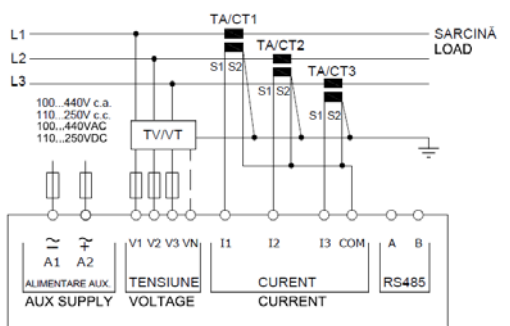 TA/CT1
L1
SARCINĂ
LOAD
TA/CT2
L2
S1 S2
TA/CT3
L3
S1 S2
S1 S2
100...440V c.a.
110...250V c.c.
100...440VAC
110...250VDC
TV/VT
V1 V2 V3 VN
I1 I2 I3 COM
A B
A1 A2
ALIMENTARE AUX.
AUX SUPPLY
TENSIUNE
VOLTAGE
CURENT
CURRENT
RS485